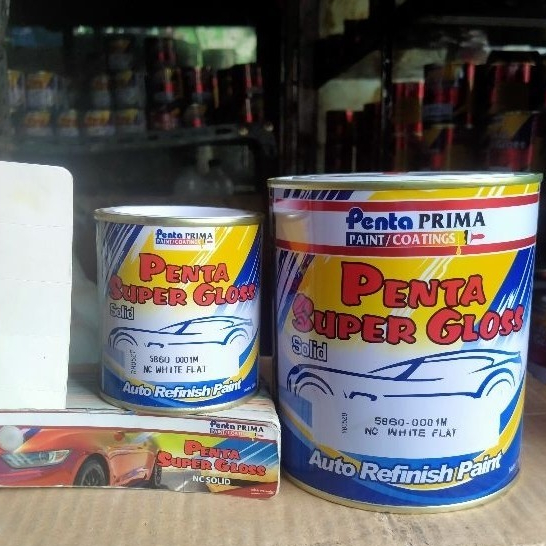 Penta PRIMA
PAINT/COATINGS
PENTA
SUPER GLOSS
Solid
5860-0001M
NC WHITE FLAT
Auto Refinish Paint
Penta PRIMA
PAINT/COATINGS
PENTA
SUPER GLOSS
Solid
5860-0001M
NC WHITE FLAT
Auto Refinish Paint
Penta PRIMA
PAINT/COATINGS
PENTA
SUPER GLOSS
NC SOLID